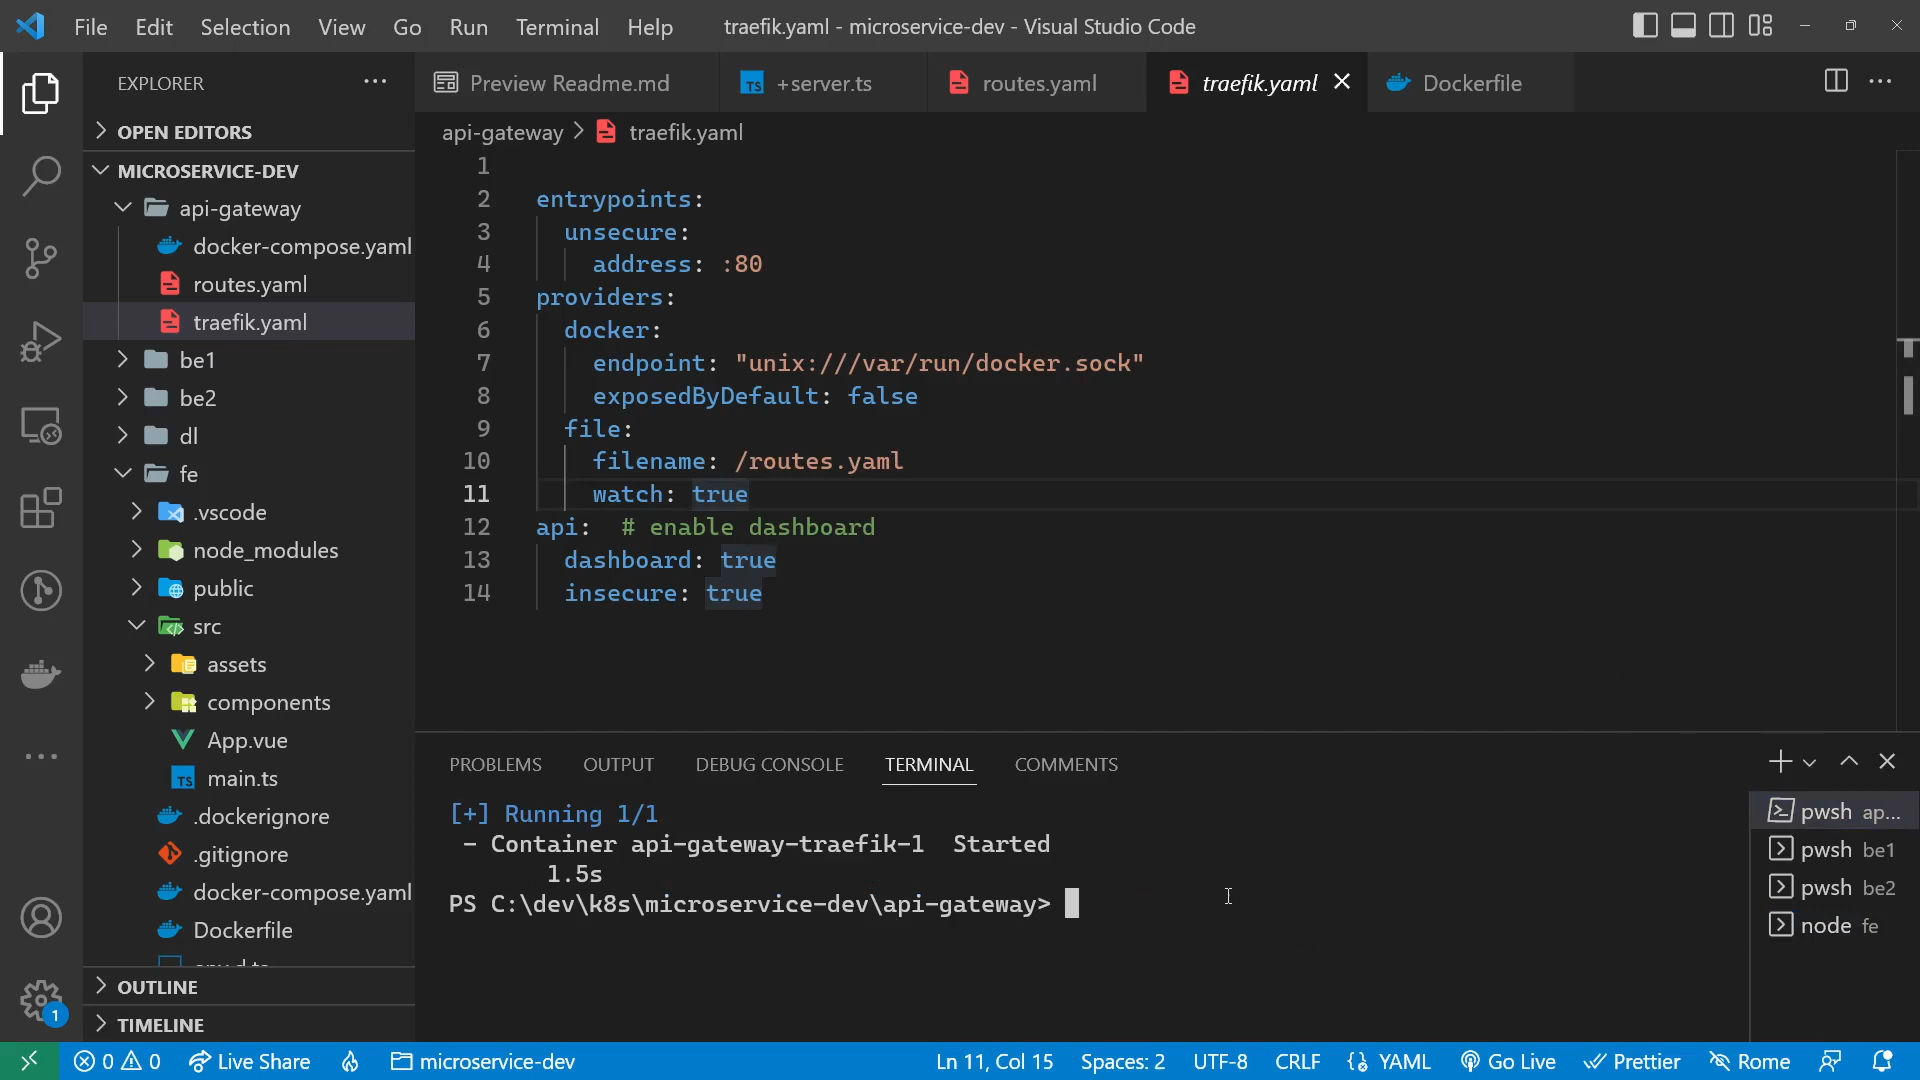 File Edit Selection View Go Run Terminal Help traefik.yaml - microservice-dev - Visual Studio Code
EXPLORER
Preview Readme.md
TS +server.ts
routes.yaml
traefik.yaml
Dockerfile
OPEN EDITORS
MICROSERVICE-DEV
api-gateway
docker-compose.yaml
routes.yaml
traefik.yaml
be1
be2
dl
fe
.vscode
node_modules
public
src
assets
components
App.vue
TS main.ts
.dockerignore
.gitignore
docker-compose.yaml
Dockerfile
OUTLINE
TIMELINE
1
api-gateway > traefik.yaml
1
2 entrypoints:
3 unsecure:
4 address: :80
5 providers:
6 docker:
7 endpoint: "unix:///var/run/docker.sock"
8 exposedByDefault: false
9 file:
10 filename: /routes.yaml
11 watch: true
12 api: # enable dashboard
13 dashboard: true
14 insecure: true
PROBLEMS OUTPUT DEBUG CONSOLE TERMINAL COMMENTS
[+] Running 1/1
- Container api-gateway-traefik-1 Started
1.5s
PS C:\dev\k8s\microservice-dev\api-gateway>
pwsh ap...
pwsh be1
pwsh be2
node fe
0 0 Live Share microservice-dev Ln 11, Col 15 Spaces: 2 UTF-8 CRLF {} YAML Go Live Prettier Rome